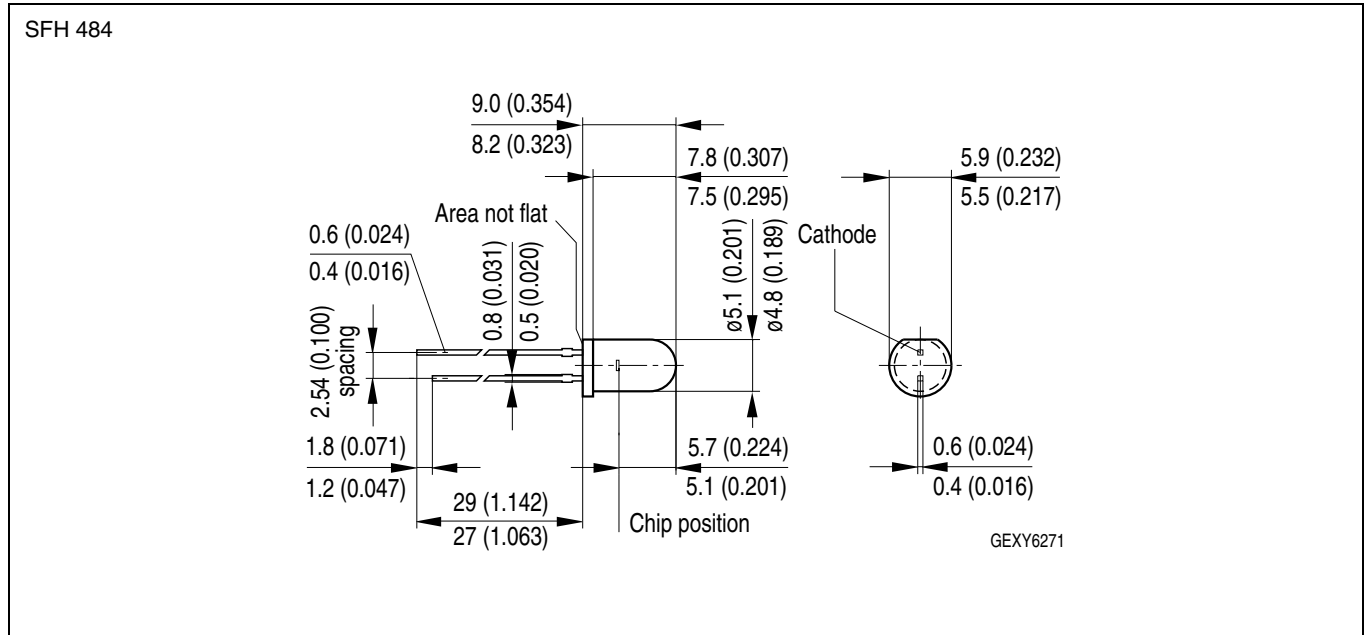 SFH 484
9.0 (0.354)
8.2 (0.323)
7.8 (0.307)
7.5 (0.295)
5.9 (0.232)
5.5 (0.217)
Area not flat
Cathode
0.6 (0.024)
0.4 (0.016)
0.8 (0.031)
0.5 (0.020)
ø5.1 (0.201)
ø4.8 (0.189)
2.54 (0.100)
spacing
1.8 (0.071)
1.2 (0.047)
5.7 (0.224)
5.1 (0.201)
0.6 (0.024)
0.4 (0.016)
29 (1.142)
27 (1.063)
Chip position
GEXY6271